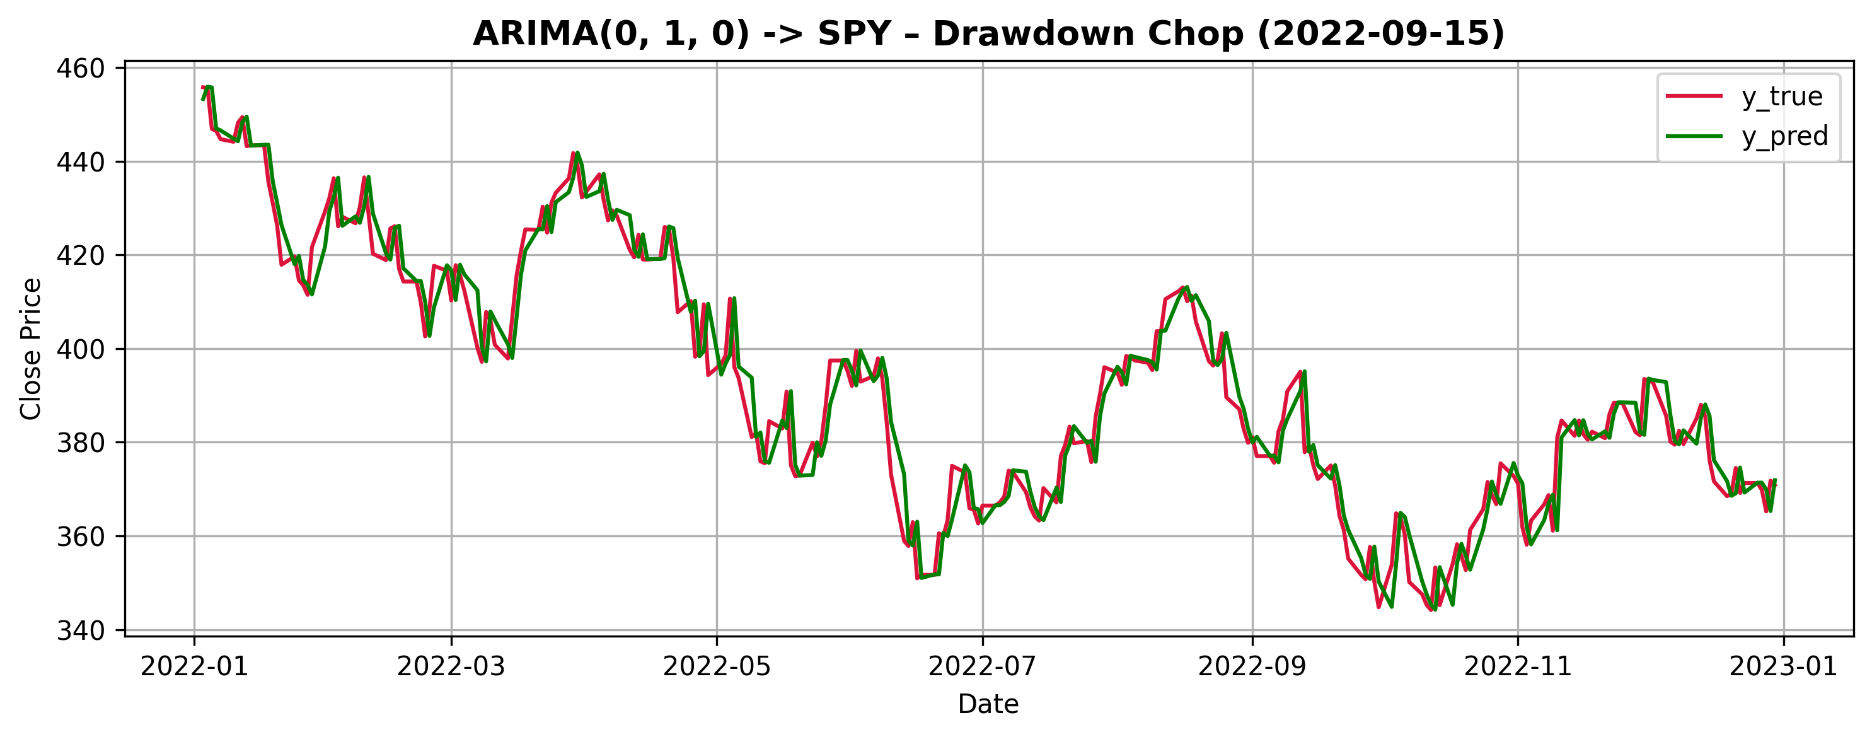 ARIMA(0, 1, 0) -> SPY – Drawdown Chop (2022-09-15)
460
440
420
400
380
360
340
Close Price
y_true
y_pred
2022-01
2022-03
2022-05
2022-07
2022-09
2022-11
2023-01
Date